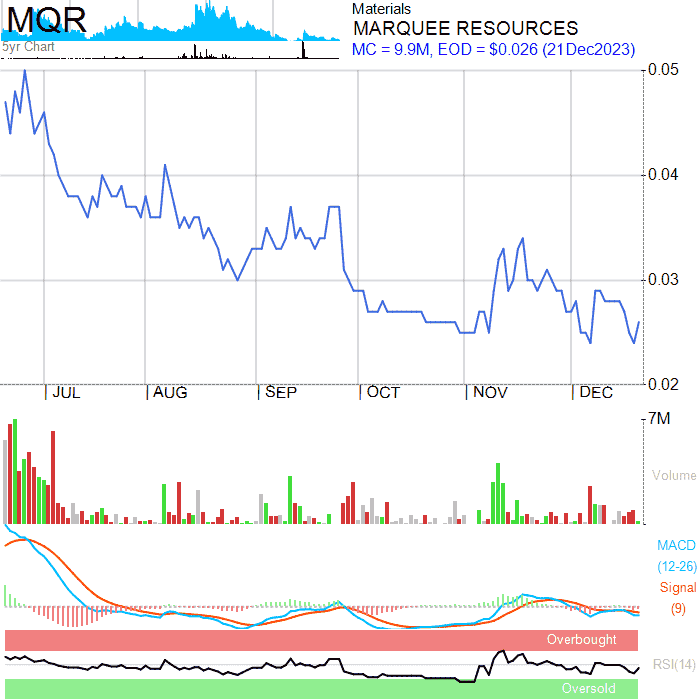 MQR
5yr Chart
Materials
MARQUEE RESOURCES
MC = 9.9M, EOD = $0.026 (21Dec2023)
0.05
0.04
0.03
0.02
JUL AUG SEP OCT NOV DEC
7M
Volume
MACD
(12-26)
Signal
(9)
Overbought
RSI(14)
Oversold